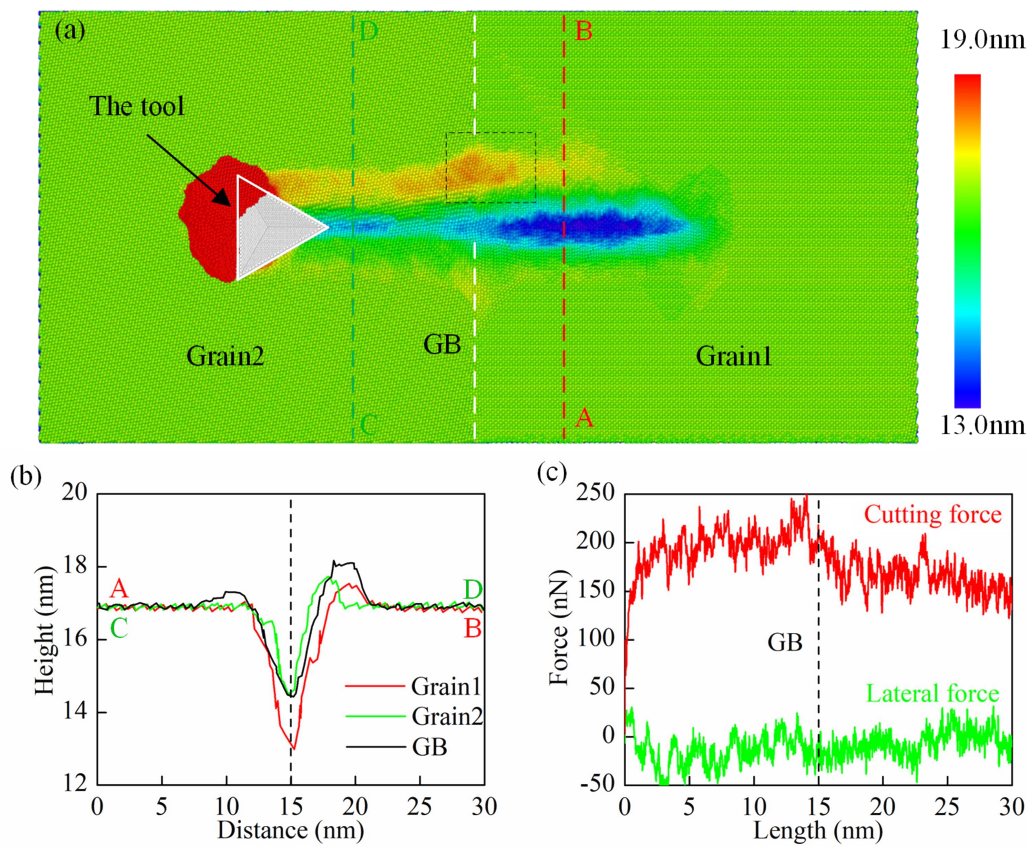 (a)
D
B
19.0nm
The tool
Grain2
GB
Grain1
C
A
13.0nm
(b)
20
18
16
14
12
Height (nm)
A
C
D
B
Grain1
Grain2
GB
0
5
10
15
20
25
30
Distance (nm)
(c)
250
200
150
100
50
0
-50
Force (nN)
Cutting force
GB
Lateral force
0
5
10
15
20
25
30
Length (nm)